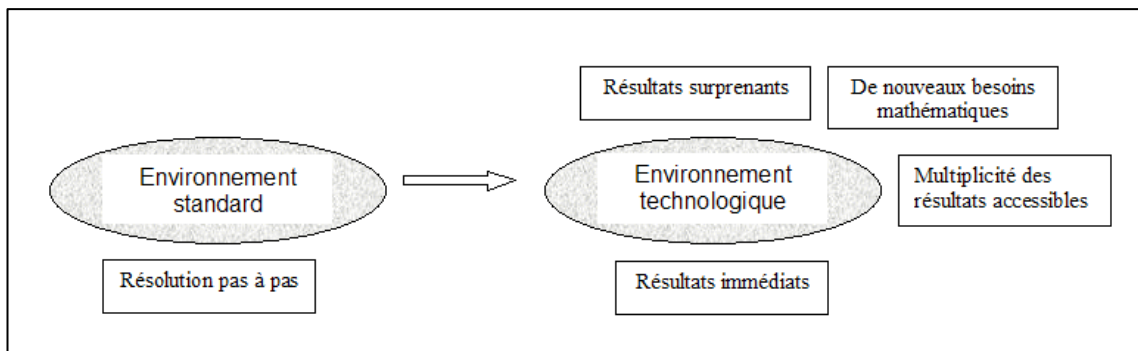 Résultats surprenants
De nouveaux besoins
mathématiques
Environnement
standard
Environnement
technologique
Multiplicité des
résultats accessibles
Résolution pas à pas
Résultats immédiats